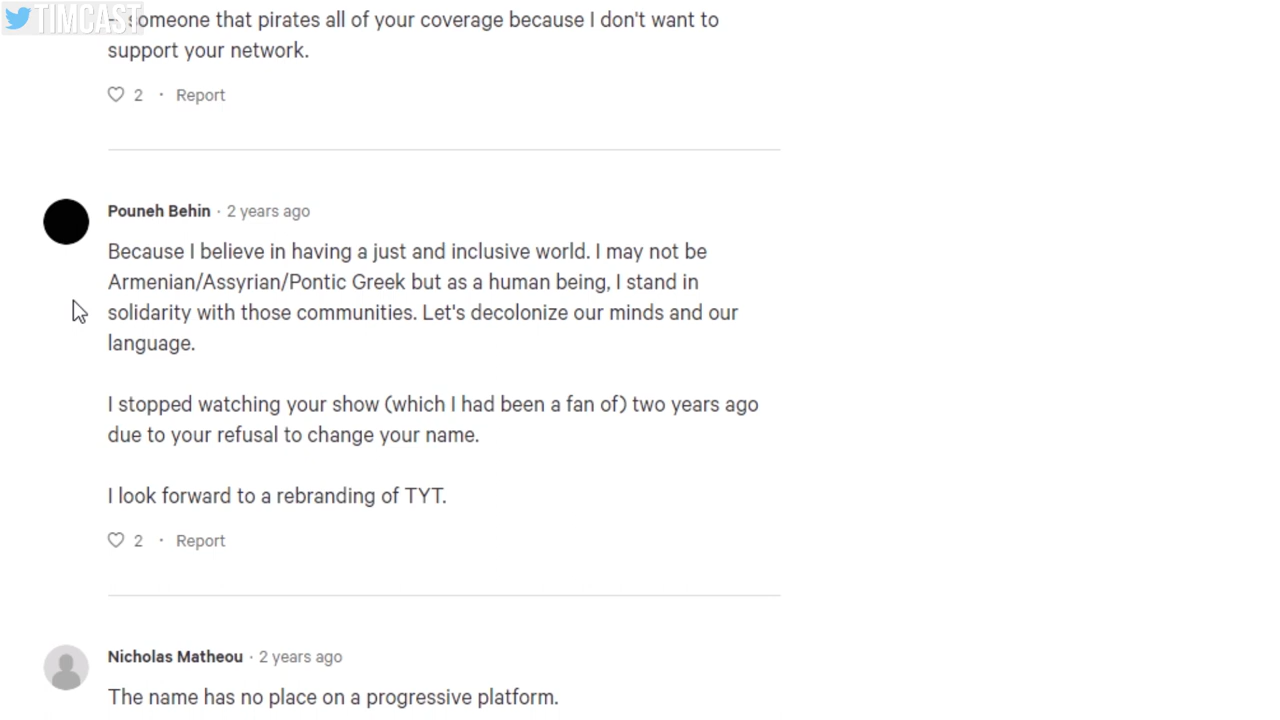 TIMCAST
someone that pirates all of your coverage because I don't want to
support your network.
2 · Report
Pouneh Behin · 2 years ago
Because I believe in having a just and inclusive world. I may not be
Armenian/Assyrian/Pontic Greek but as a human being, I stand in
solidarity with those communities. Let's decolonize our minds and our
language.
I stopped watching your show (which I had been a fan of) two years ago
due to your refusal to change your name.
I look forward to a rebranding of TYT.
2 · Report
Nicholas Matheou · 2 years ago
The name has no place on a progressive platform.